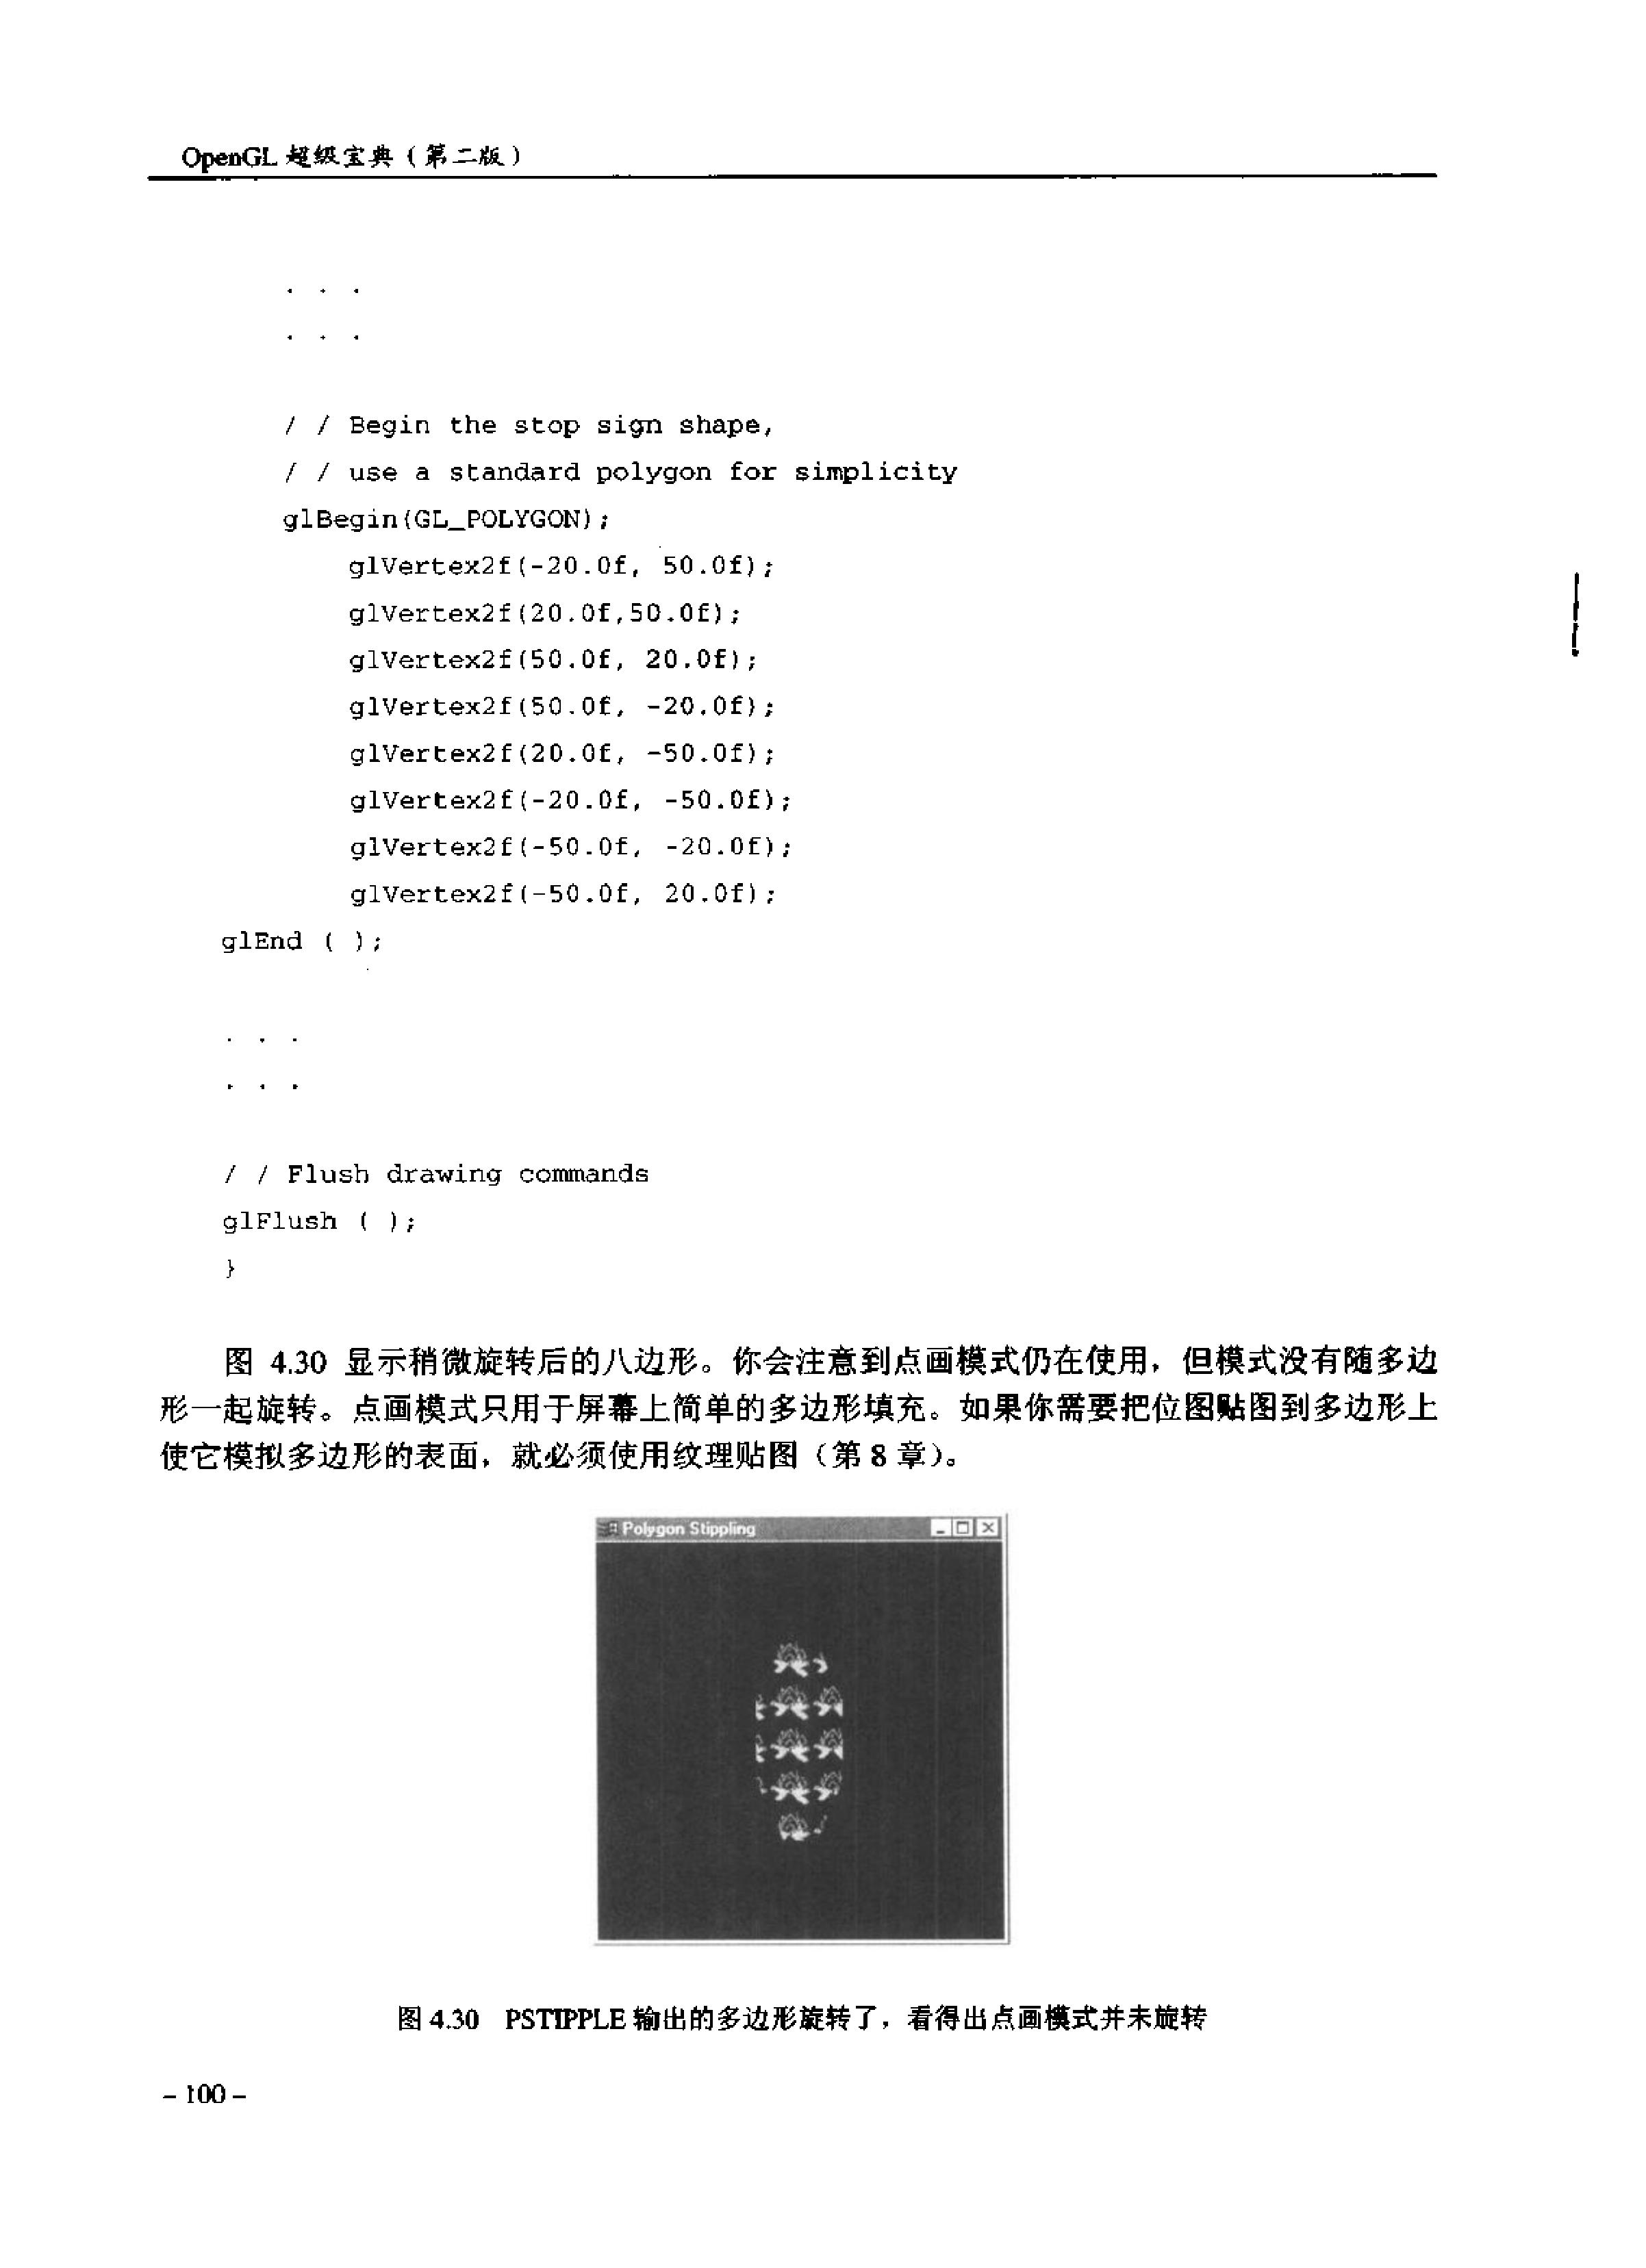 OpenGL 超级宝典（第二版）
. . .
. . .
/ / Begin the stop sign shape,
/ / use a standard polygon for simplicity
glBegin(GL_POLYGON);
glVertex2f(-20.0f, 50.0f);
glVertex2f(20.0f,50.0f);
glVertex2f(50.0f, 20.0f);
glVertex2f(50.0f, -20.0f);
glVertex2f(20.0f, -50.0f);
glVertex2f(-20.0f, -50.0f);
glVertex2f(-50.0f, -20.0f);
glVertex2f(-50.0f, 20.0f);
glEnd ( );
. . .
. . .
/ / Flush drawing commands
glFlush ( );
}
图 4.30 显示稍微旋转后的八边形。你会注意到点画模式仍在使用，但模式没有随多边
形一起旋转。点画模式只用于屏幕上简单的多边形填充。如果你需要把位图贴图到多边形上
使它模拟多边形的表面，就必须使用纹理贴图（第 8 章）。
Polygon Stippling
图 4.30 PSTIPPLE 输出的多边形旋转了，看得出点画模式并未旋转
– 100 –